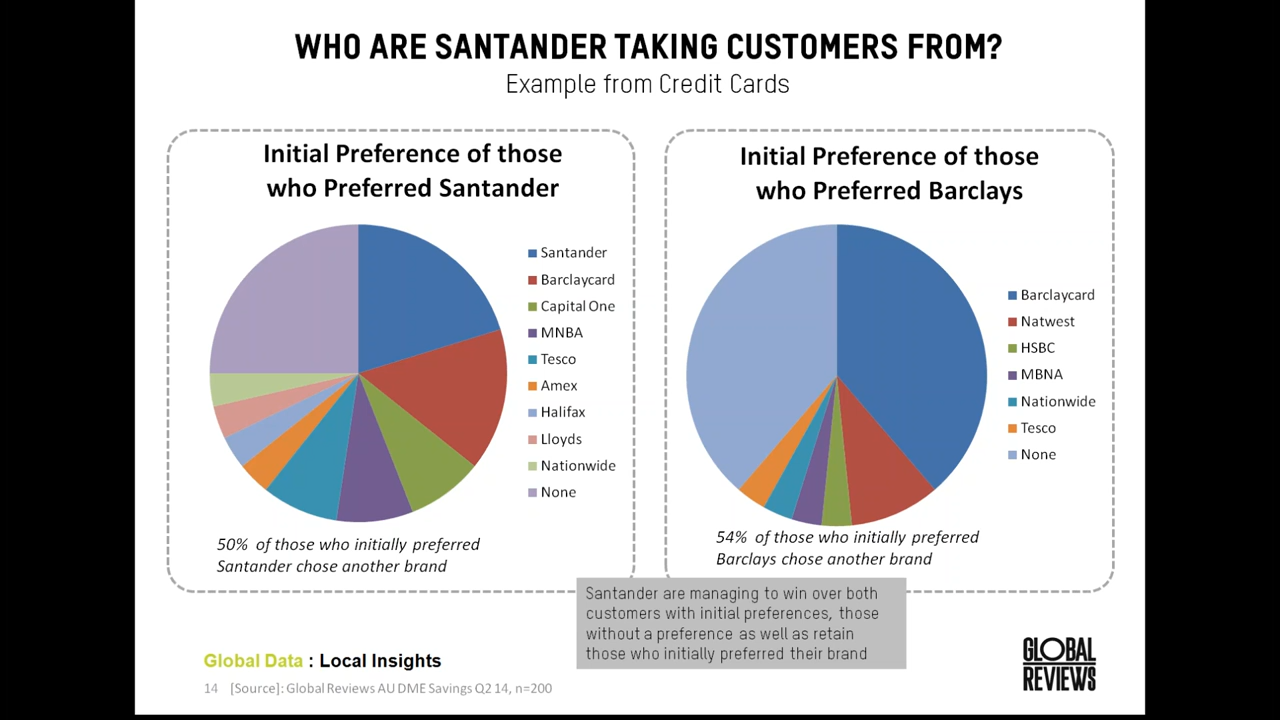 WHO ARE SANTANDER TAKING CUSTOMERS FROM?
Example from Credit Cards
Initial Preference of those
who Preferred Santander
Santander
Barclaycard
Capital One
MNBA
Tesco
Amex
Halifax
Lloyds
Nationwide
None
50% of those who initially preferred
Santander chose another brand
Initial Preference of those
who Preferred Barclays
Barclaycard
Natwest
HSBC
MBNA
Nationwide
Tesco
None
54% of those who initially preferred
Barclays chose another brand
Santander are managing to win over both
customers with initial preferences, those
without a preference as well as retain
those who initially preferred their brand
Global Data : Local Insights
14 [Source]: Global Reviews AU DME Savings Q2 14, n=200
GLOBAL
REVIEWS